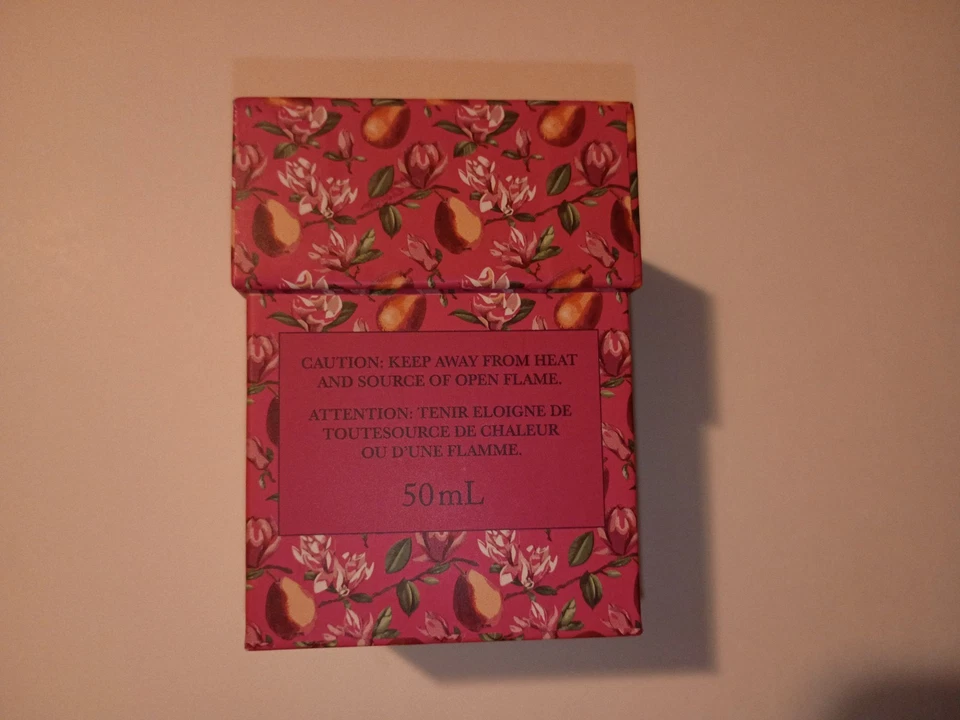 CAUTION: KEEP AWAY FROM HEAT
AND SOURCE OF OPEN FLAME.
ATTENTION: TENIR ELOIGNE DE
TOUTESOURCE DE CHALEUR
OU D'UNE FLAMME.
50mL